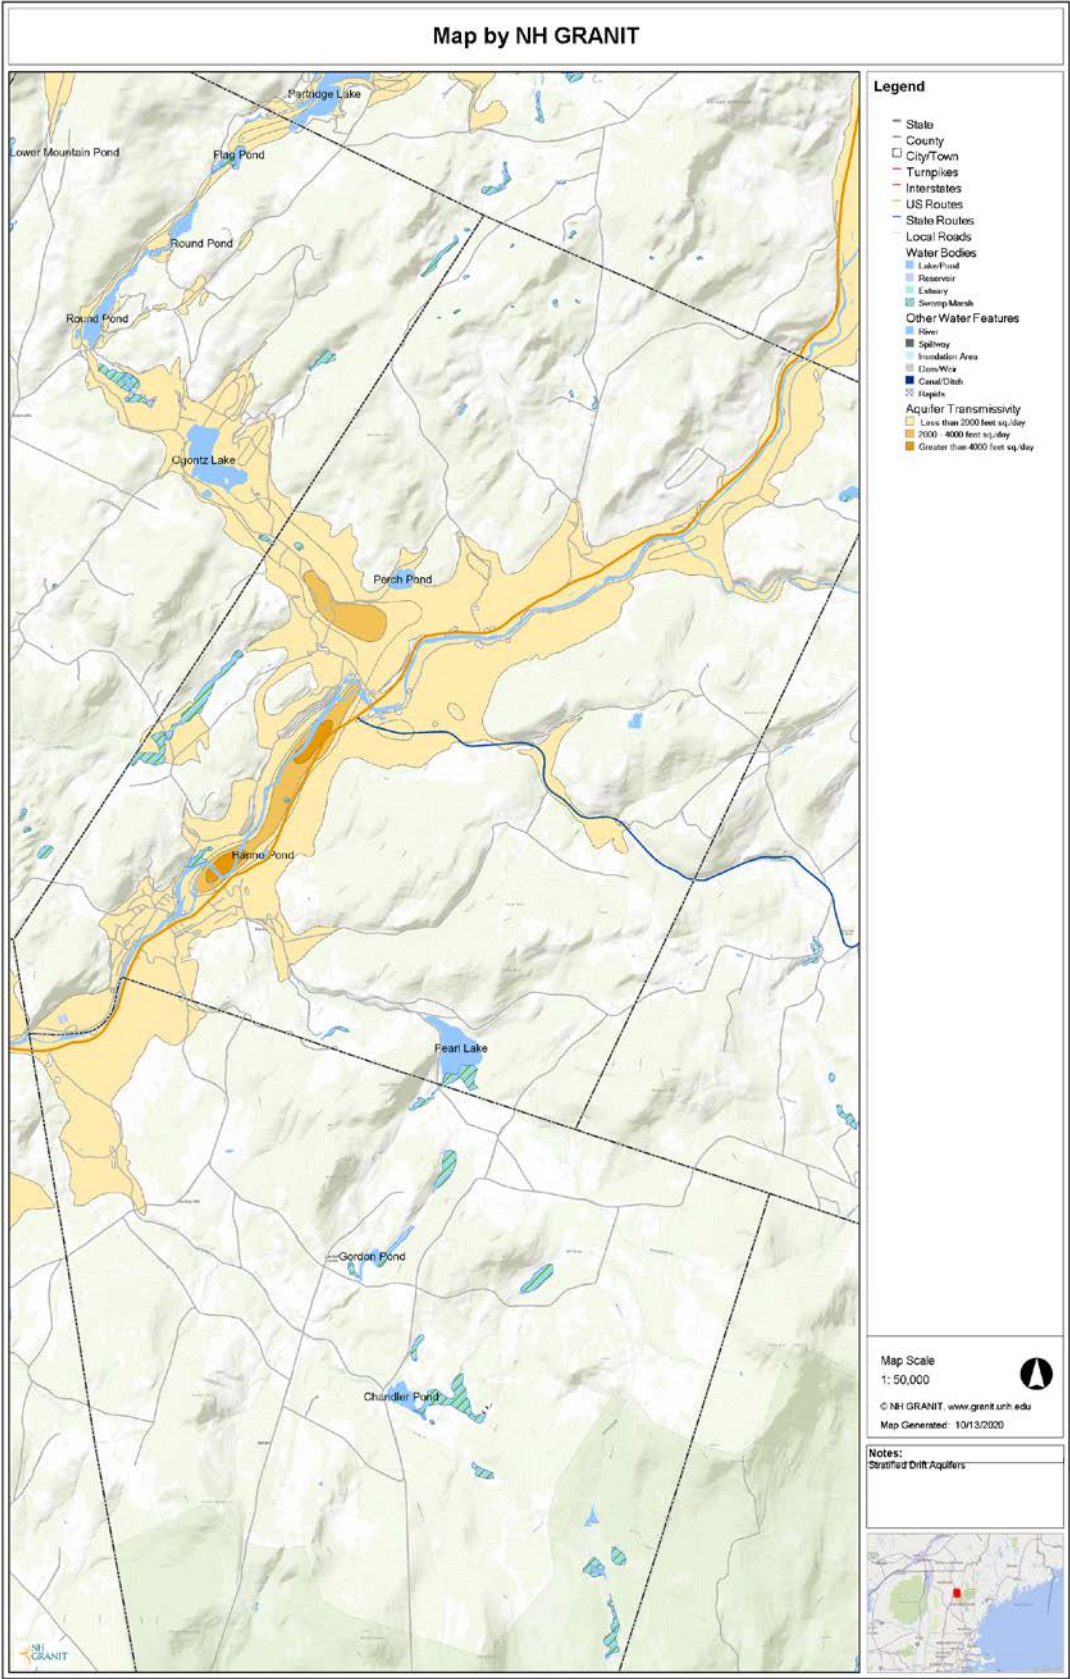 Map by NH GRANIT
Partridge Lake
Lower Mountain Pond
Flag Pond
Round Pond
Round Pond
Ogontz Lake
Perch Pond
Harmo Pond
Pearl Lake
Gordon Pond
Chandler Pond
NH
GRANIT
Legend
State
County
City/Town
Turnpikes
Interstates
US Routes
State Routes
Local Roads
Water Bodies
Lake/Pond
Reservoir
Estuary
Swamp/Marsh
Other Water Features
River
Spillway
Inundation Area
Dam/Weir
Canal/Ditch
Rapids
Aquifer Transmissivity
Less than 2000 feet sq./day
2000 - 4000 feet sq./day
Greater than 4000 feet sq./day
Map Scale
1: 50,000
© NH GRANIT, www.granit.unh.edu
Map Generated: 10/13/2020
Notes:
Stratified Drift Aquifers